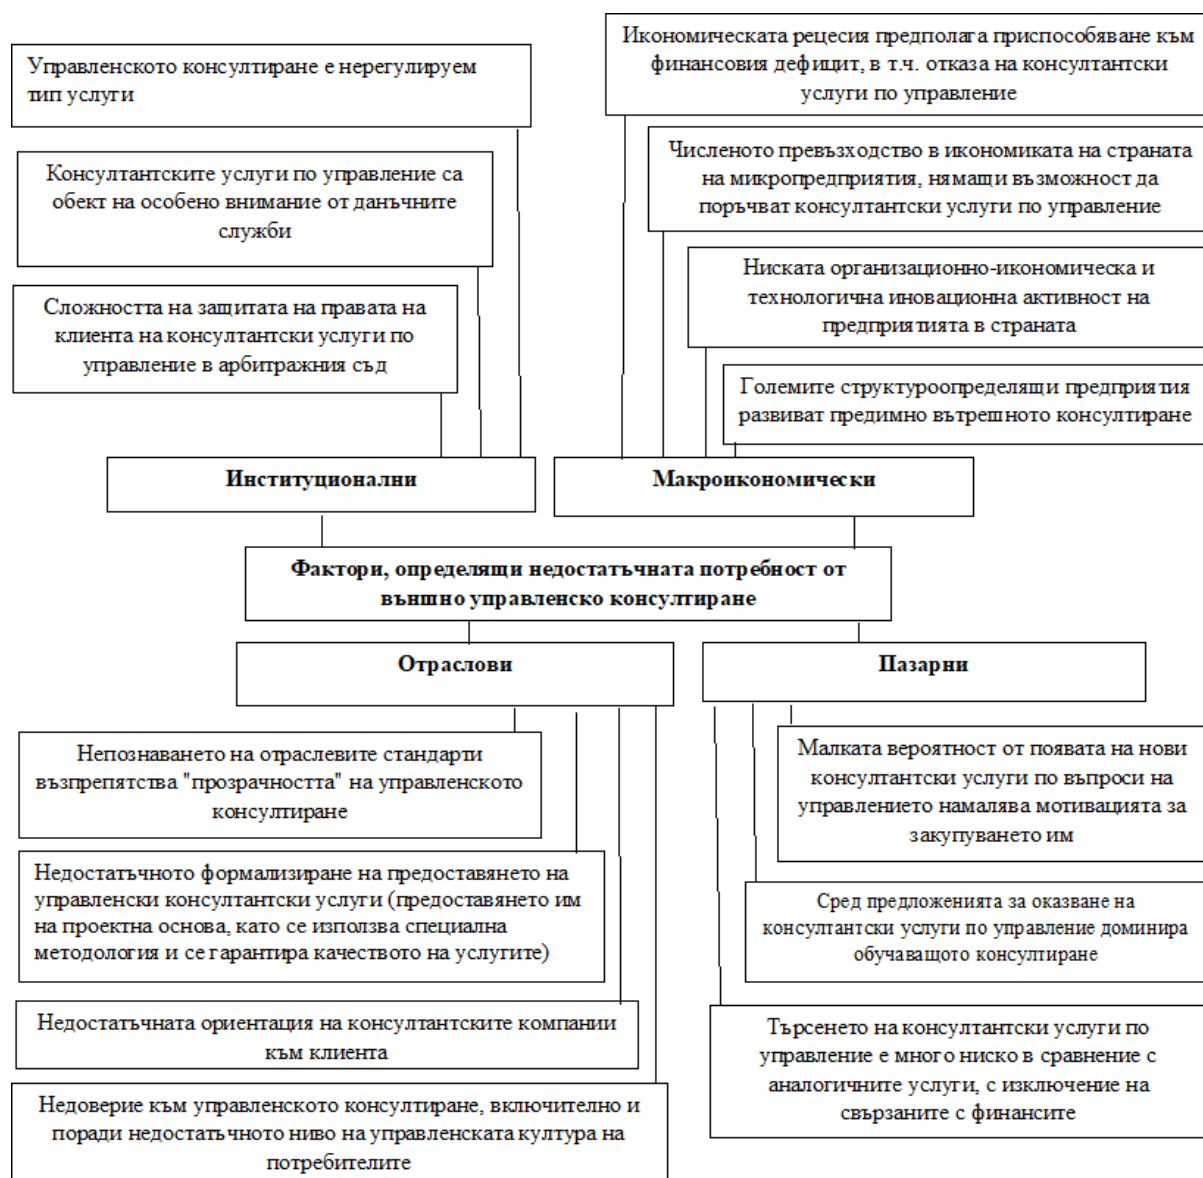 Управленското консултиране е нерегулируем
тип услуги
Консултантските услуги по управление са
обект на особено внимание от данъчните
служби
Сложността на защитата на правата на
клиента на консултантски услуги по
управление в арбитражния съд
Икономическата рецесия предполага приспособяване към
финансовия дефицит, в т.ч. отказа на консултантски
услуги по управление
Численото превъзходство в икономиката на страната
на микропредприятия, нямащи възможност да
поръчват консултантски услуги по управление
Ниската организационно-икономическа и
технологична иновационна активност на
предприятията в страната
Големите структуроопределящи предприятия
развиват предимно вътрешното консултиране
Институционални
Макроикономически
Фактори, определящи недостатъчната потребност от
външно управленско консултиране
Отраслови
Пазарни
Непознаването на отраслевите стандарти
възпрепятства "прозрачността" на управленското
консултиране
Недостатъчното формализиране на предоставянето на
управленски консултантски услуги (предоставянето им
на проектна основа, като се използва специална
методология и се гарантира качеството на услугите)
Недостатъчната ориентация на консултантските компании
към клиента
Недоверие към управленското консултиране, включително и
поради недостатъчното ниво на управленската култура на
потребителите
Малката вероятност от появата на нови
консултантски услуги по въпроси на
управлението намалява мотивацията за
закупуването им
Сред предложенията за оказване на
консултантски услуги по управление доминира
обучаващото консултиране
Търсенето на консултантски услуги по
управление е много ниско в сравнение с
аналогичните услуги, с изключение на
свързаните с финансите